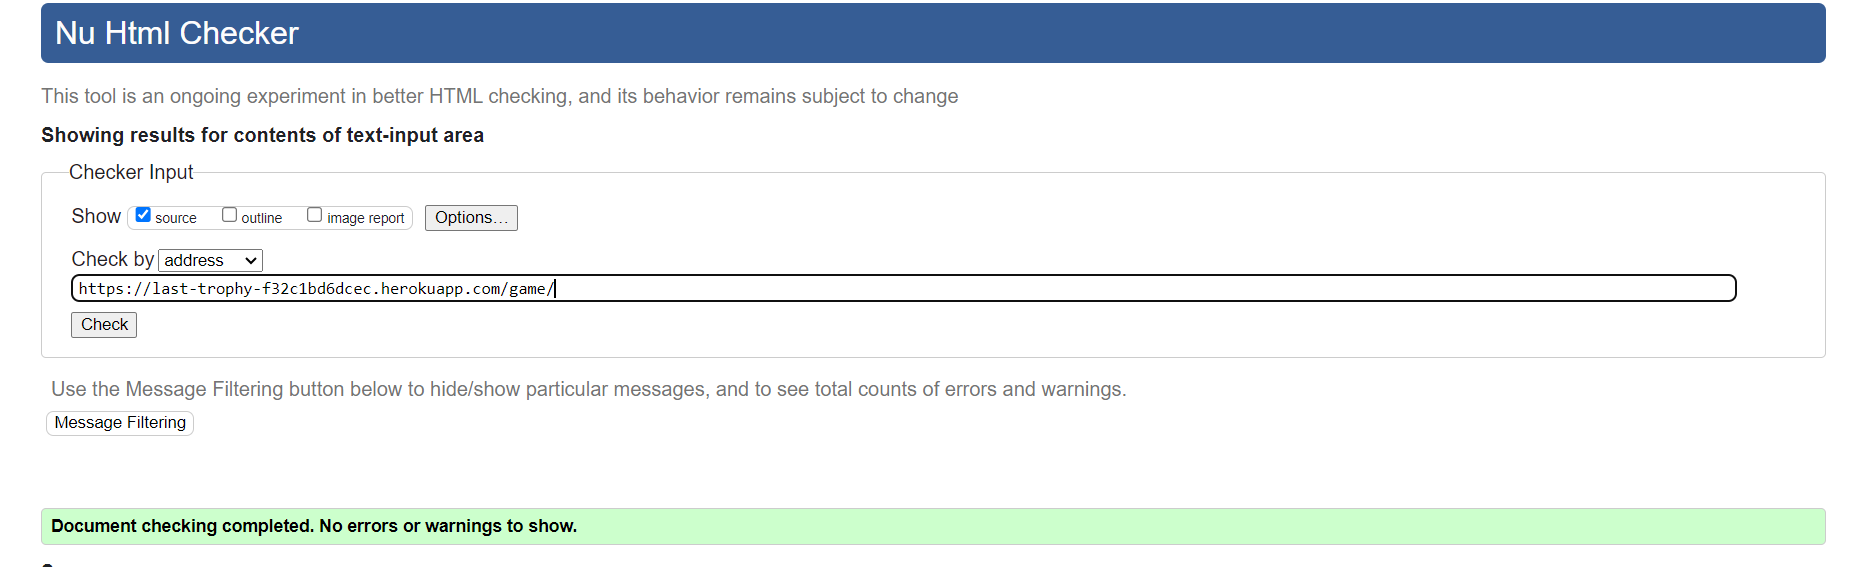 Nu Html Checker
This tool is an ongoing experiment in better HTML checking, and its behavior remains subject to change
Showing results for contents of text-input area
Checker Input
Show source outline image report Options...
Check by address
https://last-trophy-f32c1bd6dcec.herokuapp.com/game/
Check
Use the Message Filtering button below to hide/show particular messages, and to see total counts of errors and warnings.
Message Filtering
Document checking completed. No errors or warnings to show.